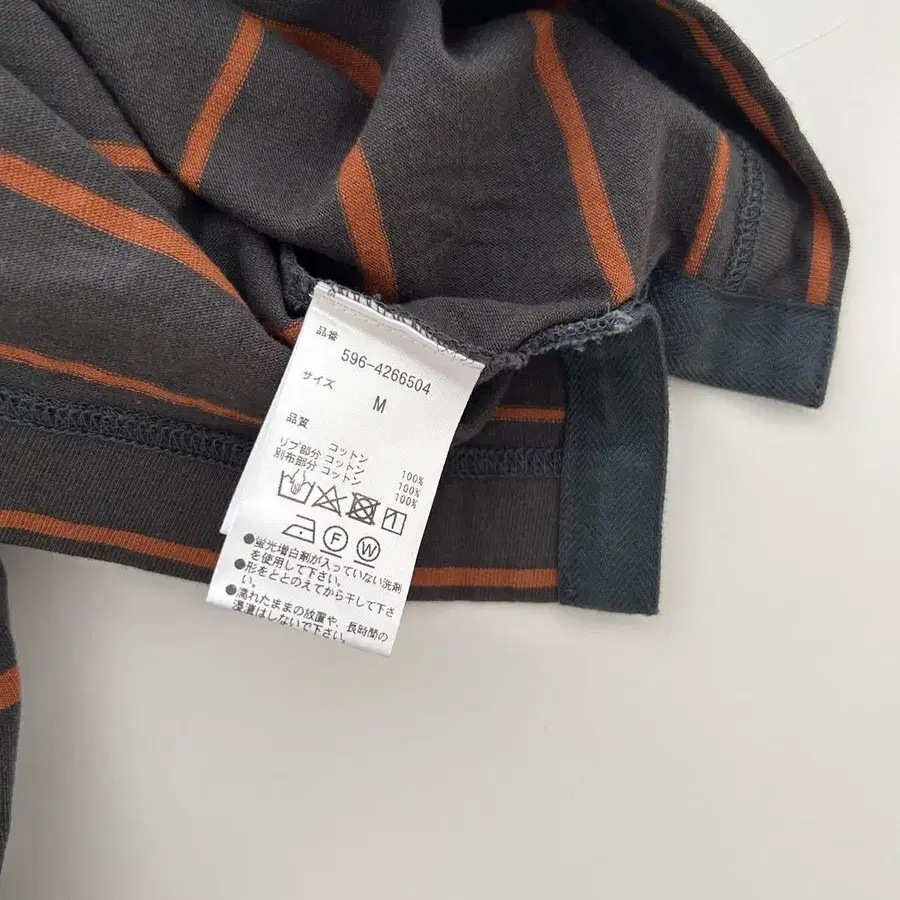 品番
596-4266504
サイズ
M
品質
コットン 100%
リブ部分 コットン 100%
別布部分 コットン 100%
F
W
●蛍光増白剤が入っていない洗剤
を使用して下さい。
●形をととのえてから干して下さ
い。
●濡れたままの放置や、長時間の
浸漬はしないで下さい。